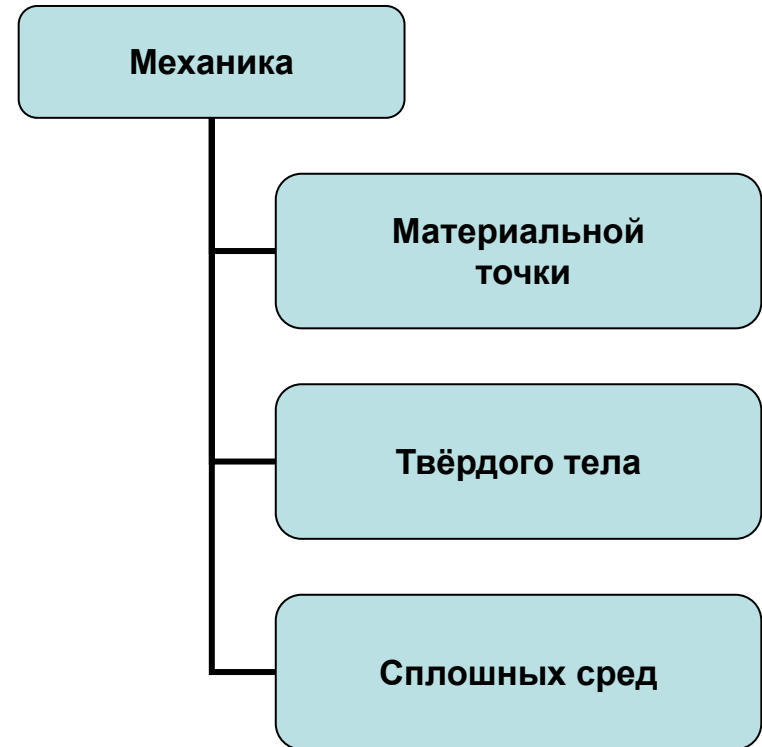 Механика
Материальной
точки
Твёрдого тела
Сплошных сред